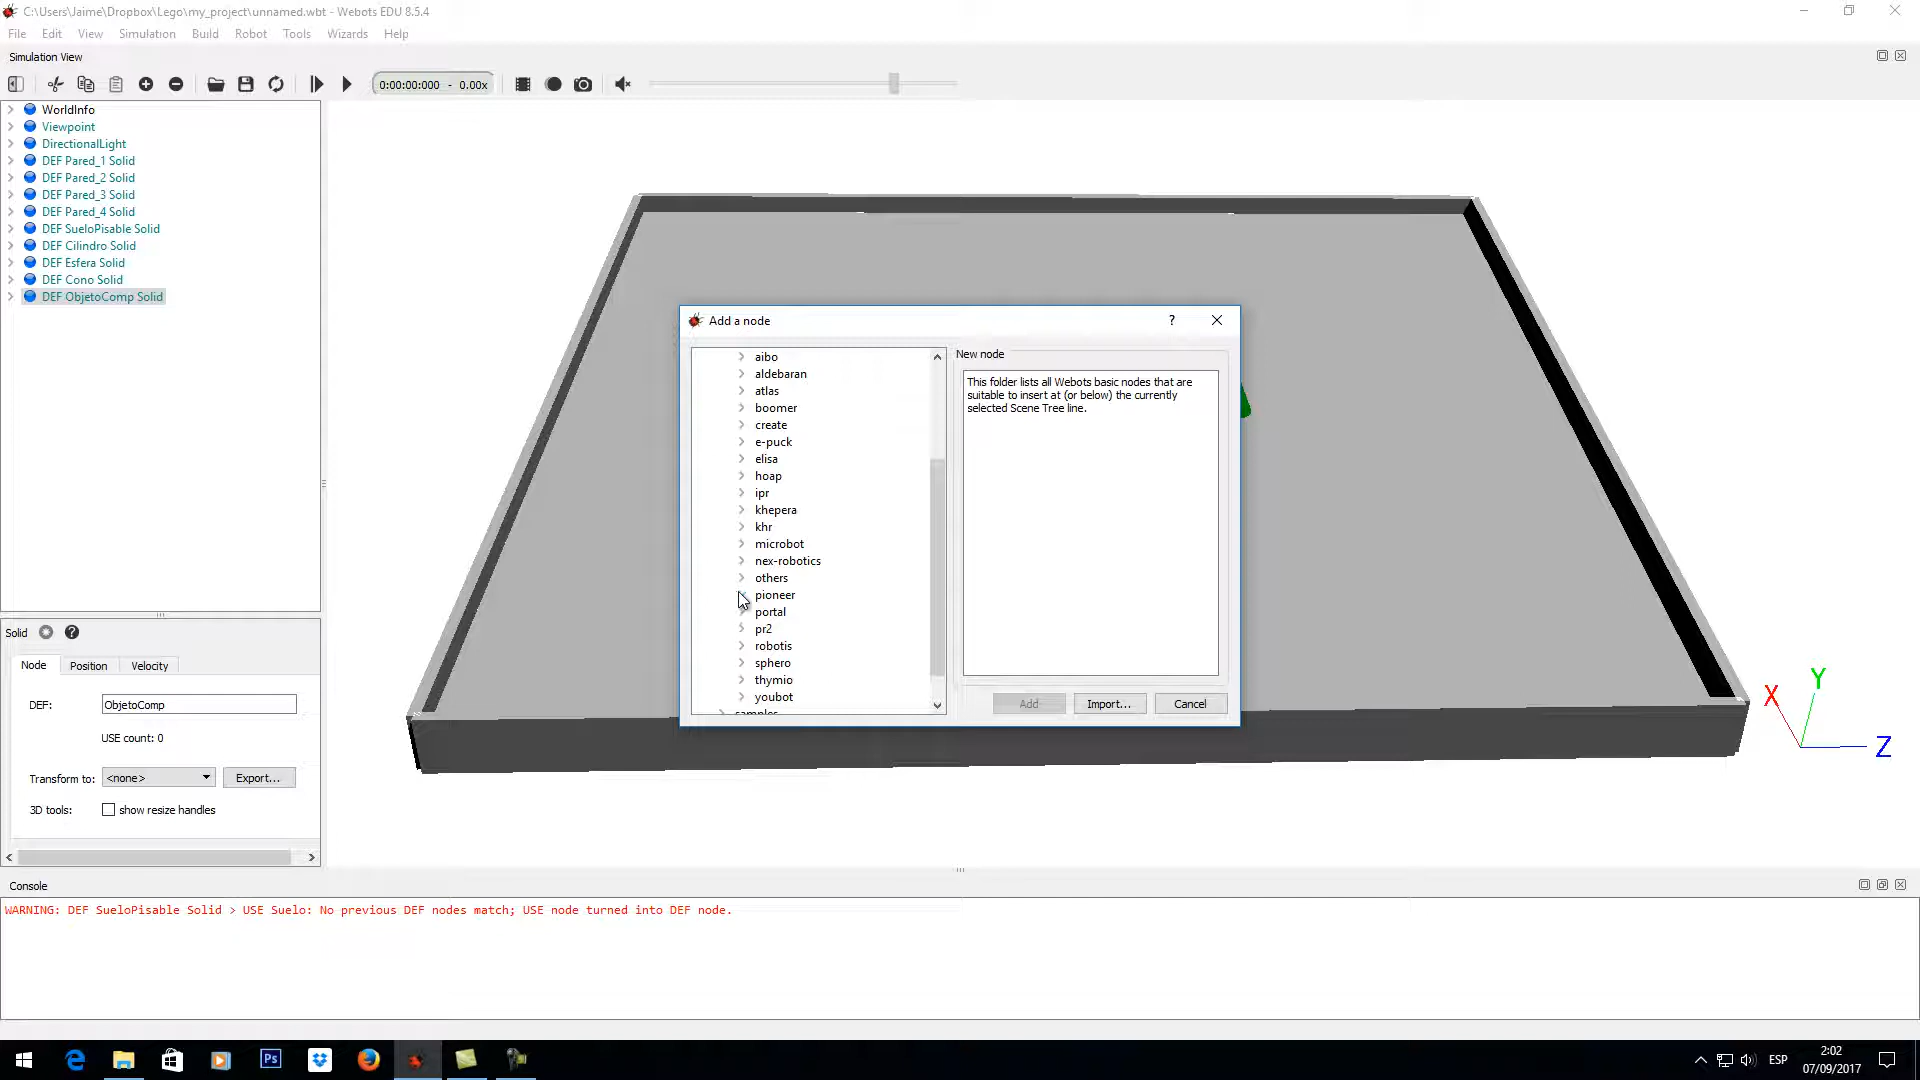 C:\Users\Jaime\Dropbox\Lego\my_project\unnamed.wbt - Webots EDU 8.5.4
File Edit View Simulation Build Robot Tools Wizards Help
Simulation View
0:00:00:000 - 0.00x
WorldInfo
Viewpoint
DirectionalLight
DEF Pared_1 Solid
DEF Pared_2 Solid
DEF Pared_3 Solid
DEF Pared_4 Solid
DEF SueloPisable Solid
DEF Cilindro Solid
DEF Esfera Solid
DEF Cono Solid
DEF ObjetoComp Solid
Add a node
?
aibo
aldebaran
atlas
boomer
create
e-puck
elisa
hoap
ipr
khepera
khr
microbot
nex-robotics
others
pioneer
portal
pr2
robotis
sphero
thymio
youbot
samples
New node
This folder lists all Webots basic nodes that are
suitable to insert at (or below) the currently
selected Scene Tree line.
Add Import... Cancel
X Y Z
Solid ?
Node Position Velocity
DEF: ObjetoComp
USE count: 0
Transform to: <none> Export...
3D tools: show resize handles
Console
WARNING: DEF SueloPisable Solid > USE Suelo: No previous DEF nodes match; USE node turned into DEF node.
Ps
ESP
2:02
07/09/2017